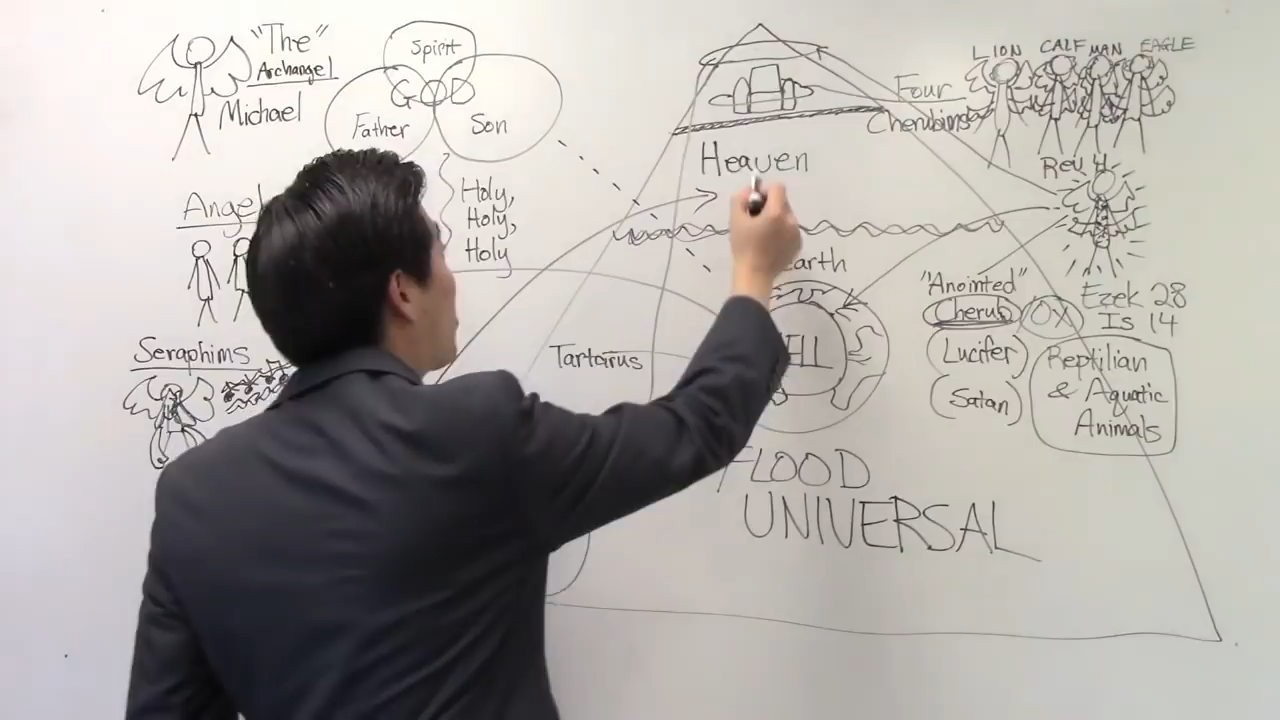 "The"
Archangel
Michael
Spirit
GOD
Father
Son
Holy,
Holy,
Holy
Angel
Seraphims
Tartarus
Heaven
Four
Cherubims
LION
CALF
MAN
EAGLE
Rev 4
"Anointed"
Cherub
OX
Ezek 28
Is 14
Lucifer
(Satan)
Reptilian
& Aquatic
Animals
FLOOD
UNIVERSAL